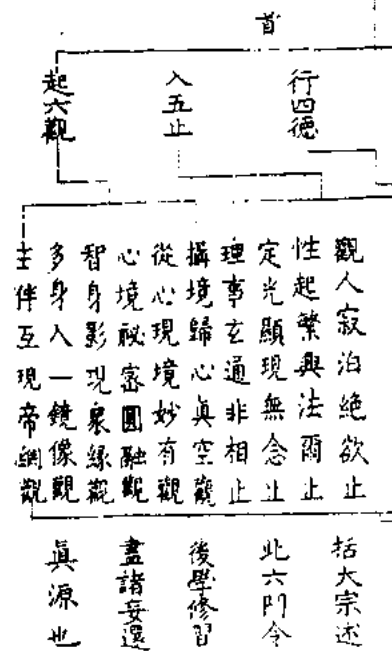 首
行四德
入五止
起六觀
觀人寂泊絕欲止
性起繁興法爾止
定光顯現無念止
理事玄通非相止
攝境歸心真空觀
從心現境妙有觀
心境祕密圓融觀
智身影現衆緣觀
多身入一鏡像觀
主伴互現帝網觀
括大宗述
此六門令
後學修習
盡諸妄還
眞源也